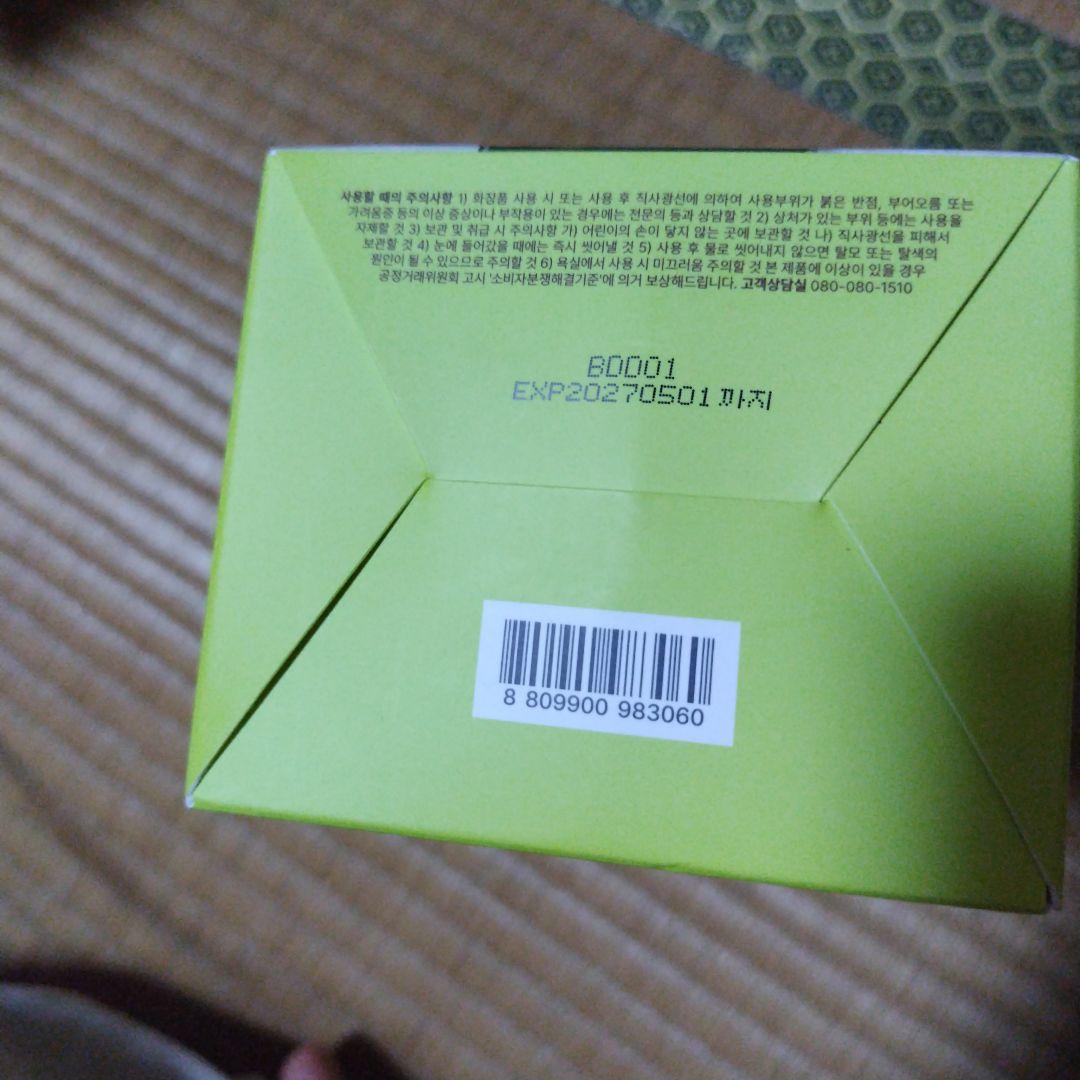 사용할 때의 주의사항 1) 화장품 사용 시 또는 사용 후 직사광선에 의하여 사용부위가 붉은 반점, 부어오름 또는
가려움증 등의 이상 증상이나 부작용이 있는 경우에는 전문의 등과 상담할 것 2) 상처가 있는 부위 등에는 사용을
자제할 것 3) 보관 및 취급 시 주의사항 가) 어린이의 손이 닿지 않는 곳에 보관할 것 나) 직사광선을 피해서
보관할 것 4) 눈에 들어갔을 때에는 즉시 씻어낼 것 5) 사용 후 물로 씻어내지 않으면 탈모 또는 탈색의
원인이 될 수 있으므로 주의할 것 6) 욕실에서 사용 시 미끄러움 주의할 것 본 제품에 이상이 있을 경우
공정거래위원회 고시 '소비자분쟁해결기준'에 의거 보상해드립니다. 고객상담실 080-080-1510
BD001
EXP20270501까지
8 809900 983060